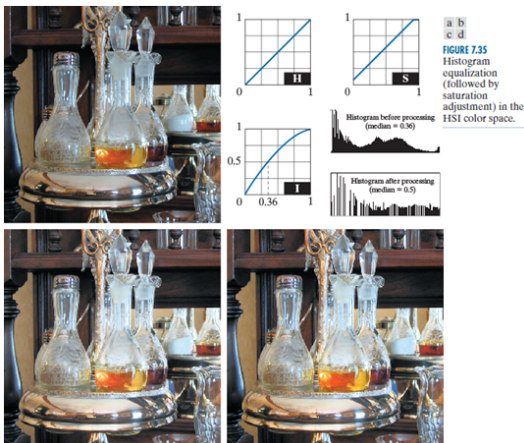 1
0
H
1
1
0
S
1
1
0.5
0
0.36
I
1
Histogram before processing
(median = 0.36)
Histogram after processing
(median = 0.5)
a b
c d
FIGURE 7.35
Histogram
equalization
(followed by
saturation
adjustment) in the
HSI color space.